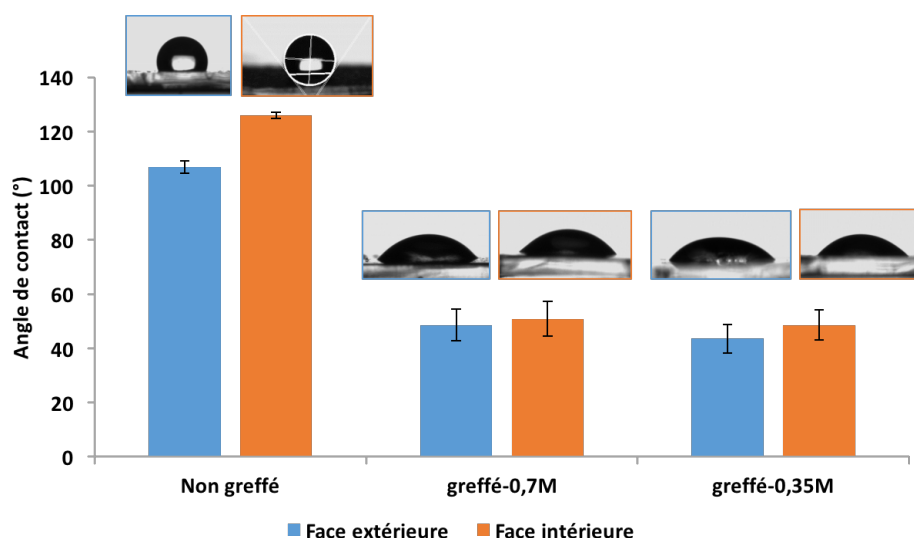 140
120
100
80
60
40
20
0
Angle de contact (°)
Non greffé
greffé-0,7M
greffé-0,35M
Face extérieure
Face intérieure